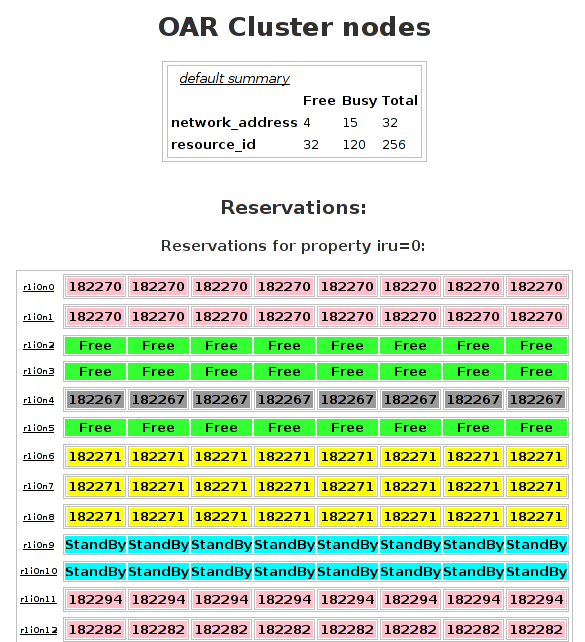 OAR Cluster nodes
default summary
Free Busy Total
network_address 4 15 32
resource_id 32 120 256
Reservations:
Reservations for property iru=0:
r1i0n0 182270 182270 182270 182270 182270 182270 182270 182270
r1i0n1 182270 182270 182270 182270 182270 182270 182270 182270
r1i0n2 Free Free Free Free Free Free Free Free
r1i0n3 Free Free Free Free Free Free Free Free
r1i0n4 182267 182267 182267 182267 182267 182267 182267 182267
r1i0n5 Free Free Free Free Free Free Free Free
r1i0n6 182271 182271 182271 182271 182271 182271 182271 182271
r1i0n7 182271 182271 182271 182271 182271 182271 182271 182271
r1i0n8 182271 182271 182271 182271 182271 182271 182271 182271
r1i0n9 StandBy StandBy StandBy StandBy StandBy StandBy StandBy StandBy
r1i0n10 StandBy StandBy StandBy StandBy StandBy StandBy StandBy StandBy
r1i0n11 182294 182294 182294 182294 182294 182294 182294 182294
r1i0n12 182282 182282 182282 182282 182282 182282 182282 182282